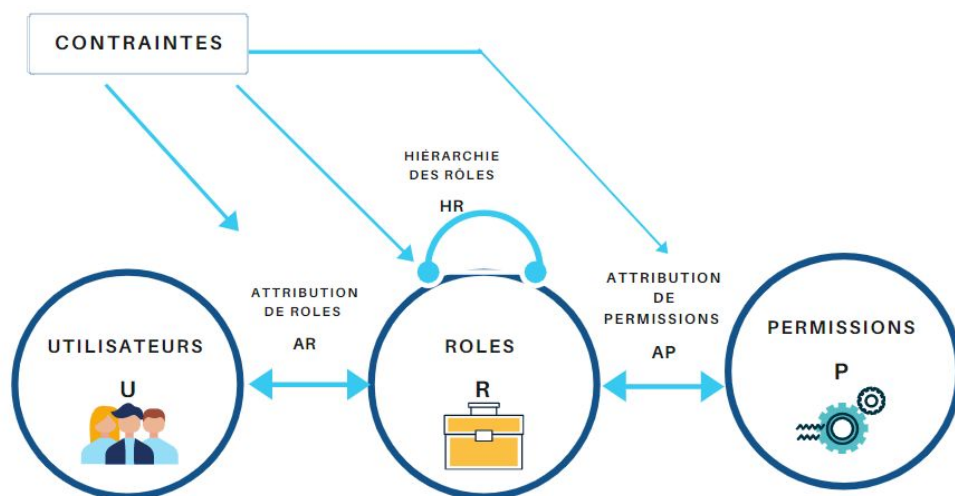 CONTRAINTES
HIÉRARCHIE
DES RÔLES
HR
ATTRIBUTION
DE ROLES
AR
ATTRIBUTION
DE
PERMISSIONS
AP
UTILISATEURS
U
ROLES
R
PERMISSIONS
P